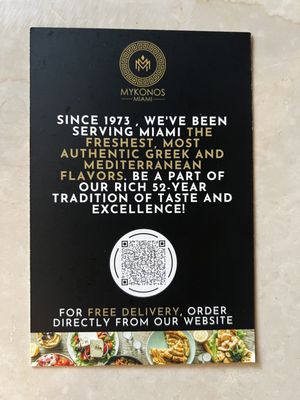 MYKONOS
MIAMI
SINCE 1973 , WE'VE BEEN
SERVING MIAMI THE
FRESHEST, MOST
AUTHENTIC GREEK AND
MEDITERRANEAN
FLAVORS. BE A PART OF
OUR RICH 52-YEAR
TRADITION OF TASTE AND
EXCELLENCE!
FOR FREE DELIVERY, ORDER
DIRECTLY FROM OUR WEBSITE